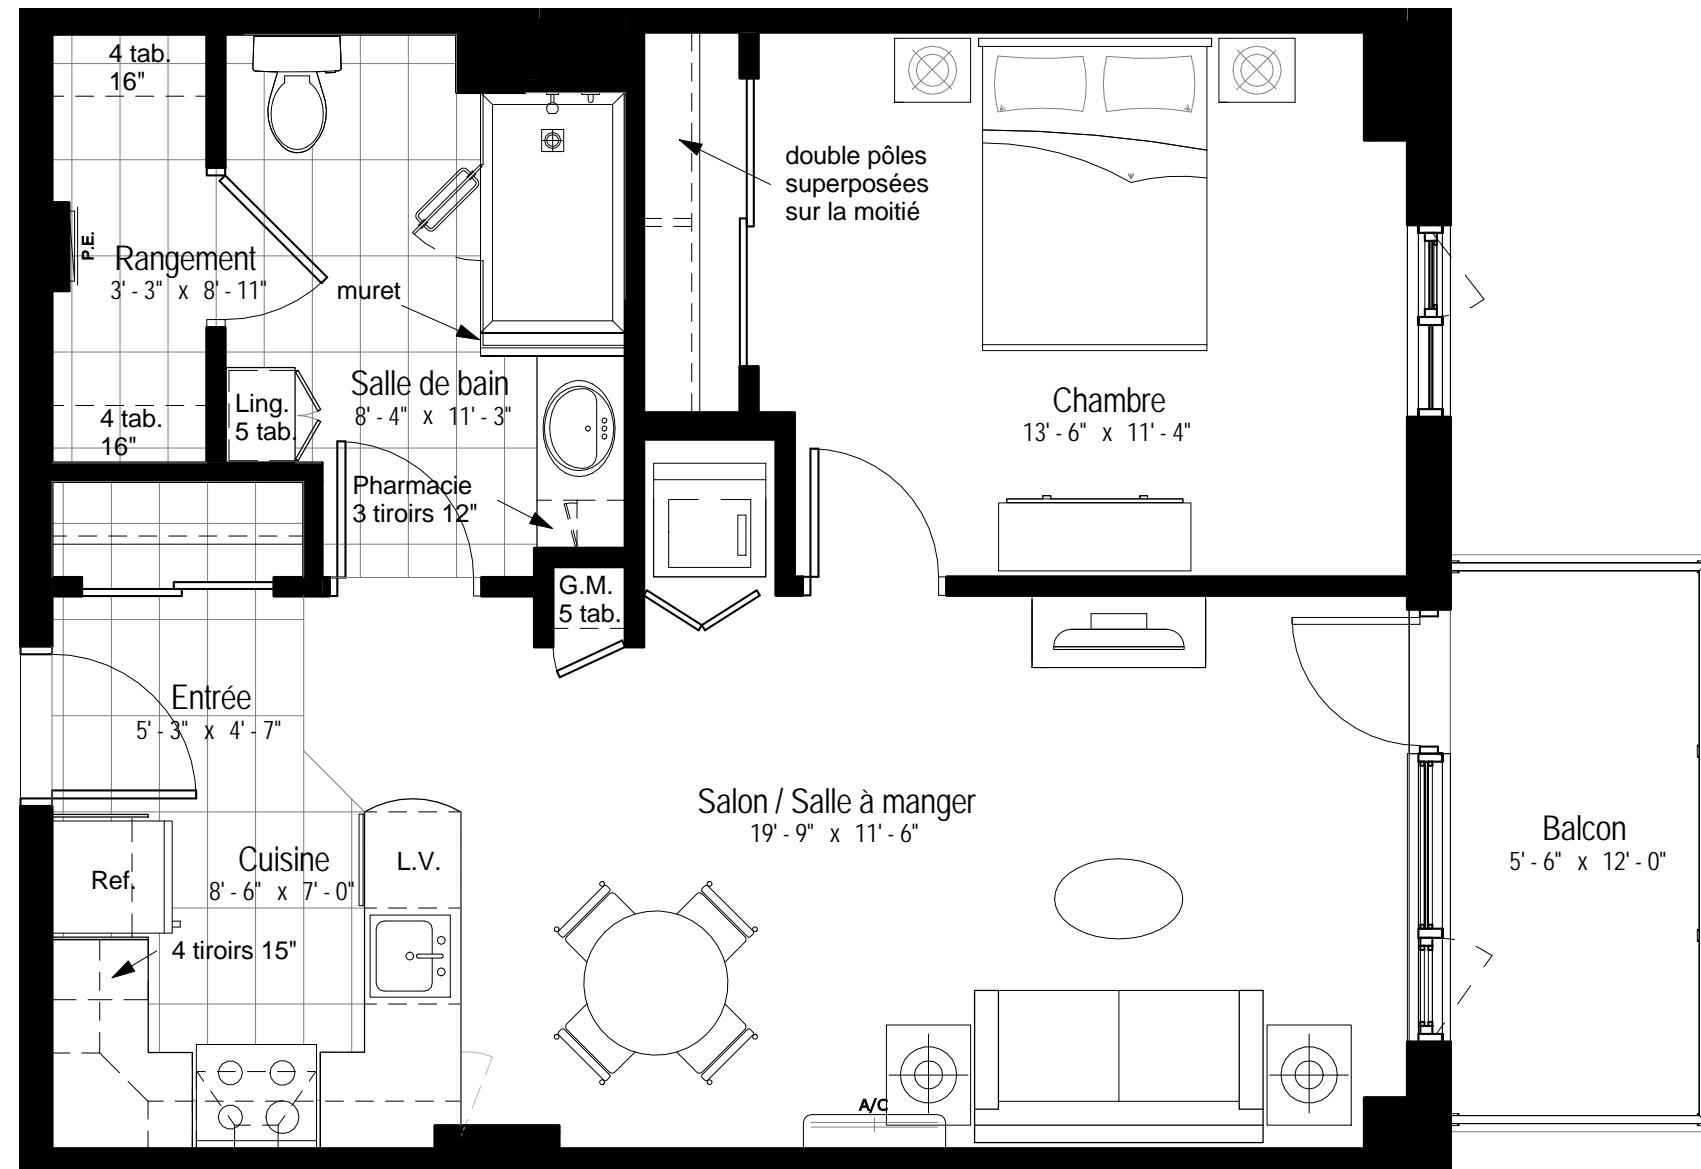 4 tab.
16"
double pôles
superposées
sur la moitié
P.E.
Rangement
3' - 3" x 8' - 11"
muret
Salle de bain
8' - 4" x 11' - 3"
Ling.
5 tab.
4 tab.
16"
Chambre
13' - 6" x 11' - 4"
Pharmacie
3 tiroirs 12"
G.M.
5 tab.
Entrée
5' - 3" x 4' - 7"
Salon / Salle à manger
19' - 9" x 11' - 6"
Balcon
5' - 6" x 12' - 0"
Cuisine
8' - 6" x 7' - 0"
L.V.
Ref.
4 tiroirs 15"
A/C